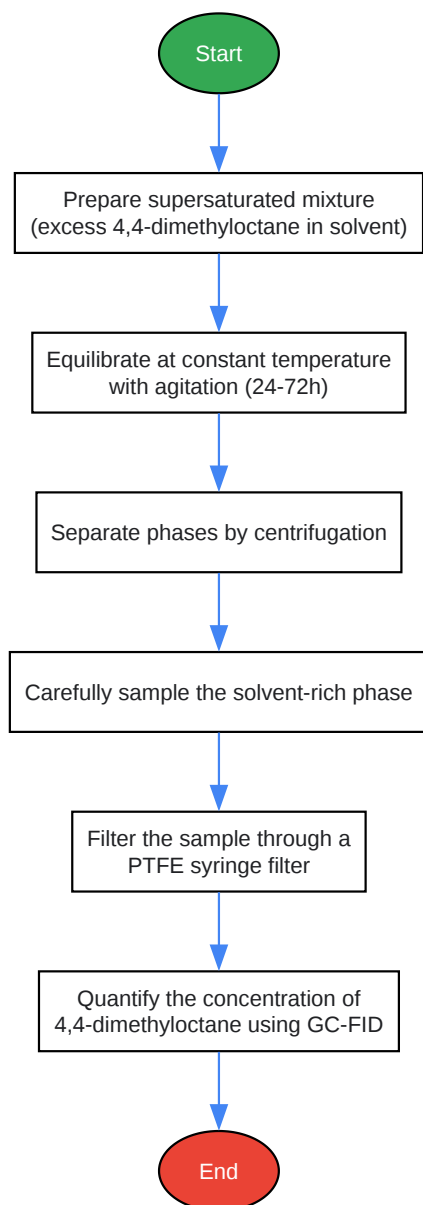 Start
Prepare supersaturated mixture
(excess 4,4-dimethyloctane in solvent)
Equilibrate at constant temperature
with agitation (24-72h)
Separate phases by centrifugation
Carefully sample the solvent-rich phase
Filter the sample through a
PTFE syringe filter
Quantify the concentration of
4,4-dimethyloctane using GC-FID
End